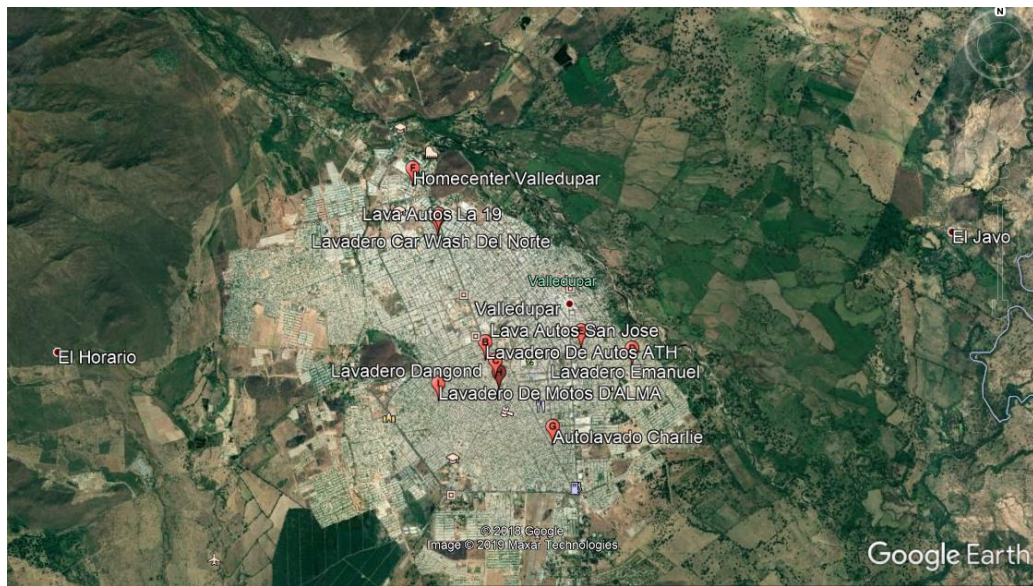 N
Homecenter Valledupar
Lava Autos La 19
Lavadero Car Wash Del Norte
El Javo
Valledupar
Valledupar
Lava Autos San Jose
El Horario
Lavadero De Autos ATH
Lavadero Dangond
Lavadero Emanuel
Lavadero De Motos D'ALMA
G
Autolavado Charlie
© 2018 Google
Image © 2019 Maxar Technologies
Google Earth